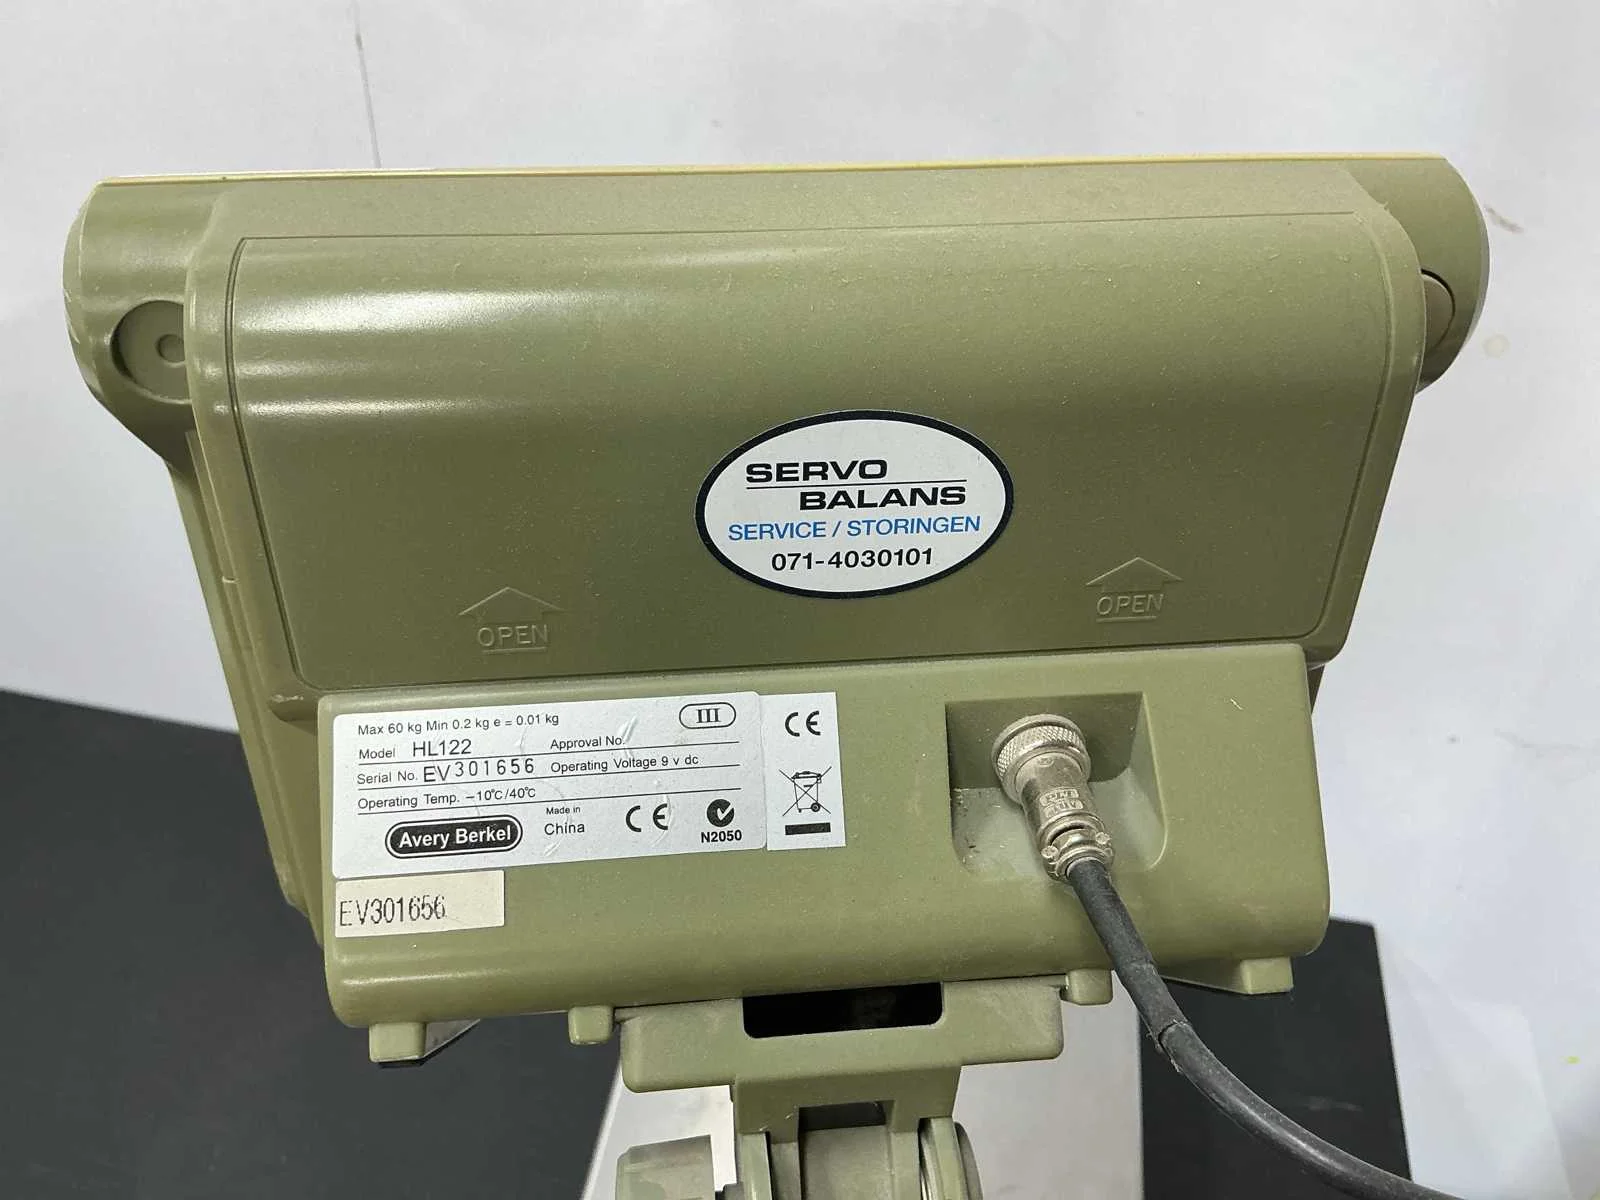 SERVO
BALANS
SERVICE / STORINGEN
071-4030101
OPEN
OPEN
Max 60 kg Min 0.2 kg e = 0.01 kg
III
Model HL122
Approval No.
Serial No. EV301656
Operating Voltage 9 v dc
Operating Temp. –10°C/40°C
Avery Berkel
Made in
China
CE
N2050
CE
EV301656